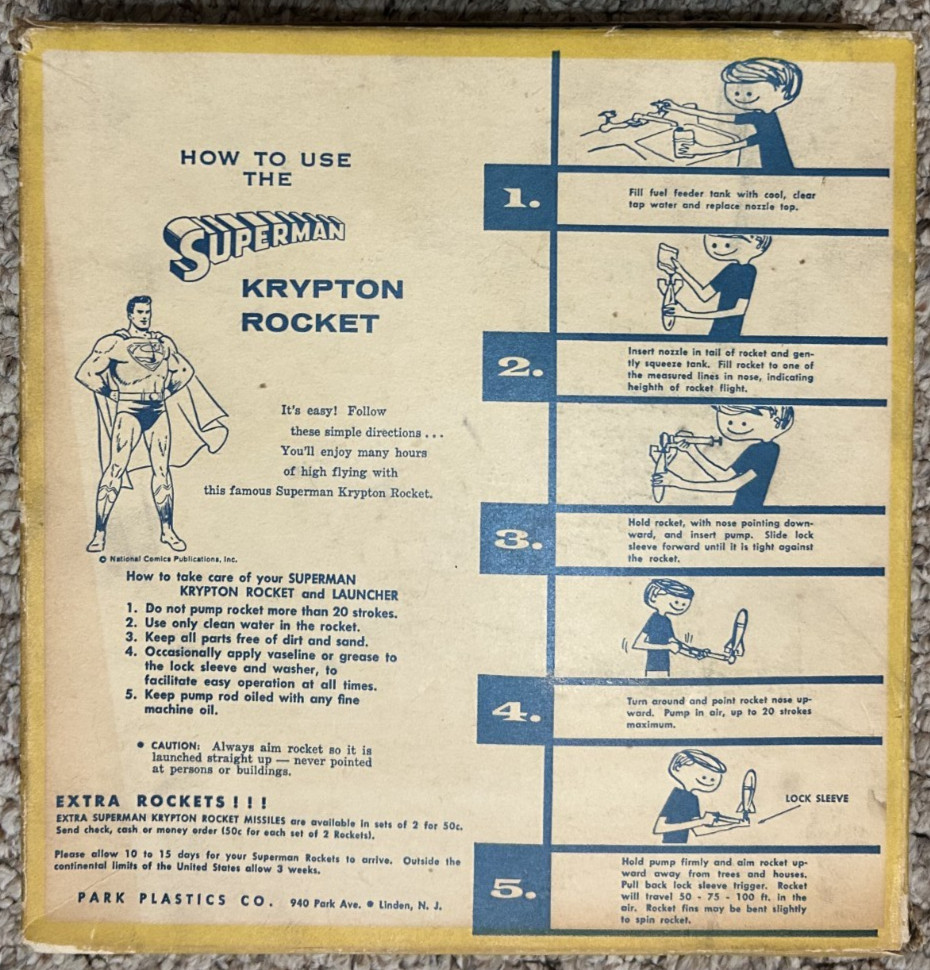 HOW TO USE
THE
SUPERMAN
KRYPTON
ROCKET
It's easy! Follow
these simple directions . . .
You'll enjoy many hours
of high flying with
this famous Superman Krypton Rocket.
© National Comics Publications, Inc.
How to take care of your SUPERMAN
KRYPTON ROCKET and LAUNCHER
1. Do not pump rocket more than 20 strokes.
2. Use only clean water in the rocket.
3. Keep all parts free of dirt and sand.
4. Occasionally apply vaseline or grease to
the lock sleeve and washer, to
facilitate easy operation at all times.
5. Keep pump rod oiled with any fine
machine oil.
• CAUTION: Always aim rocket so it is
launched straight up — never pointed
at persons or buildings.
EXTRA ROCKETS ! ! !
EXTRA SUPERMAN KRYPTON ROCKET MISSILES are available in sets of 2 for 50c.
Send check, cash or money order (50c for each set of 2 Rockets).
Please allow 10 to 15 days for your Superman Rockets to arrive. Outside the
continental limits of the United States allow 3 weeks.
PARK PLASTICS CO. 940 Park Ave. • Linden, N. J.
1.
Fill fuel feeder tank with cool, clear
tap water and replace nozzle top.
2.
Insert nozzle in tail of rocket and gen-
tly squeeze tank. Fill rocket to one of
the measured lines in nose, indicating
heighth of rocket flight.
3.
Hold rocket, with nose pointing down-
ward, and insert pump. Slide lock
sleeve forward until it is tight against
the rocket.
4.
Turn around and point rocket nose up-
ward. Pump in air, up to 20 strokes
maximum.
LOCK SLEEVE
5.
Hold pump firmly and aim rocket up-
ward away from trees and houses.
Pull back lock sleeve trigger. Rocket
will travel 50 - 75 - 100 ft. in the
air. Rocket fins may be bent slightly
to spin rocket.